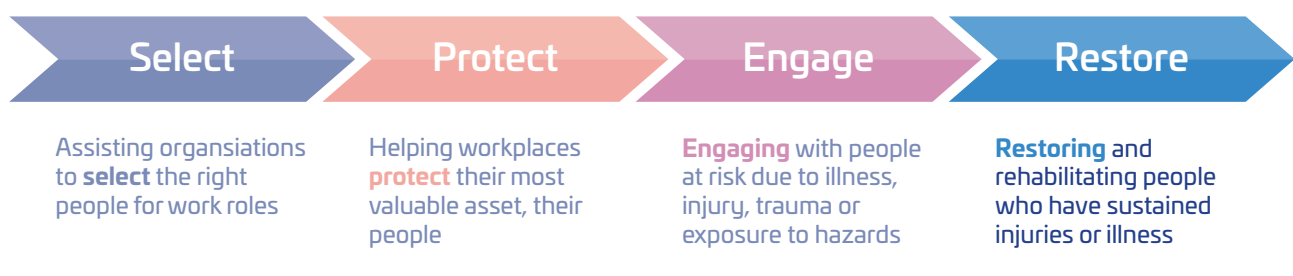 Select
Protect
Engage
Restore
Assisting organsiations
to select the right
people for work roles
Helping workplaces
protect their most
valuable asset, their
people
Engaging with people
at risk due to illness,
injury, trauma or
exposure to hazards
Restoring and
rehabilitating people
who have sustained
injuries or illness